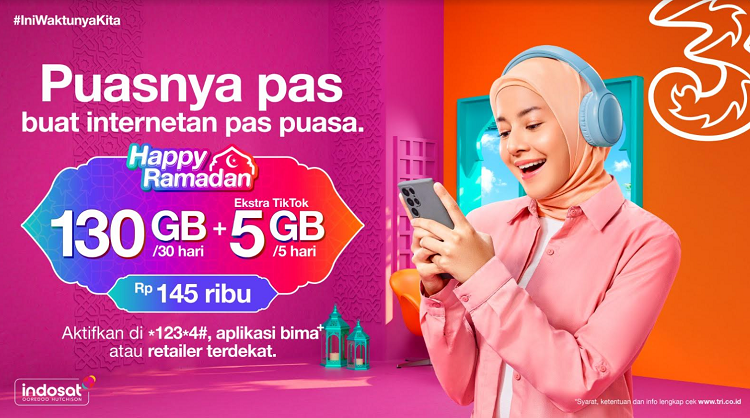 #IniWaktunyaKita
Puasnya pas
buat internetan pas puasa.
Happy
Ramadan
130 GB /30 hari + Ekstra TikTok 5 GB /5 hari
Rp 145 ribu
Aktifkan di *123*4#, aplikasi bima+
atau retailer terdekat.
3
indosat
OOREDOO HUTCHISON
*Syarat, ketentuan dan info lengkap cek www.tri.co.id